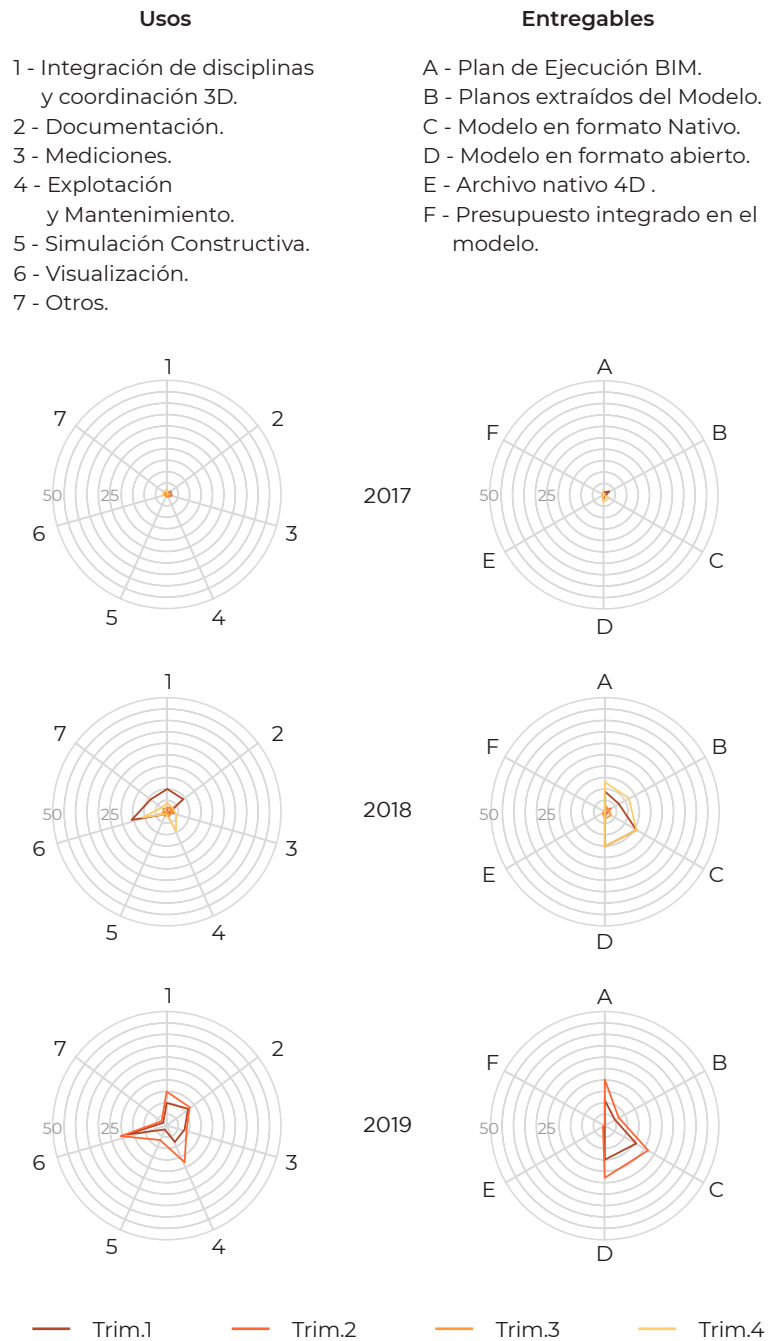 Usos
1 - Integración de disciplinas
y coordinación 3D.
2 - Documentación.
3 - Mediciones.
4 - Explotación
y Mantenimiento.
5 - Simulación Constructiva.
6 - Visualización.
7 - Otros.
Entregables
A - Plan de Ejecución BIM.
B - Planos extraídos del Modelo.
C - Modelo en formato Nativo.
D - Modelo en formato abierto.
E - Archivo nativo 4D .
F - Presupuesto integrado en el
modelo.
1
7 2
50 25
6 3
5 4
2017
A
F B
50 25
E C
D
1
7 2
50 25
6 3
5 4
2018
A
F B
50 25
E C
D
1
7 2
50 25
6 3
5 4
2019
A
F B
50 25
E C
D
Trim.1 Trim.2 Trim.3 Trim.4